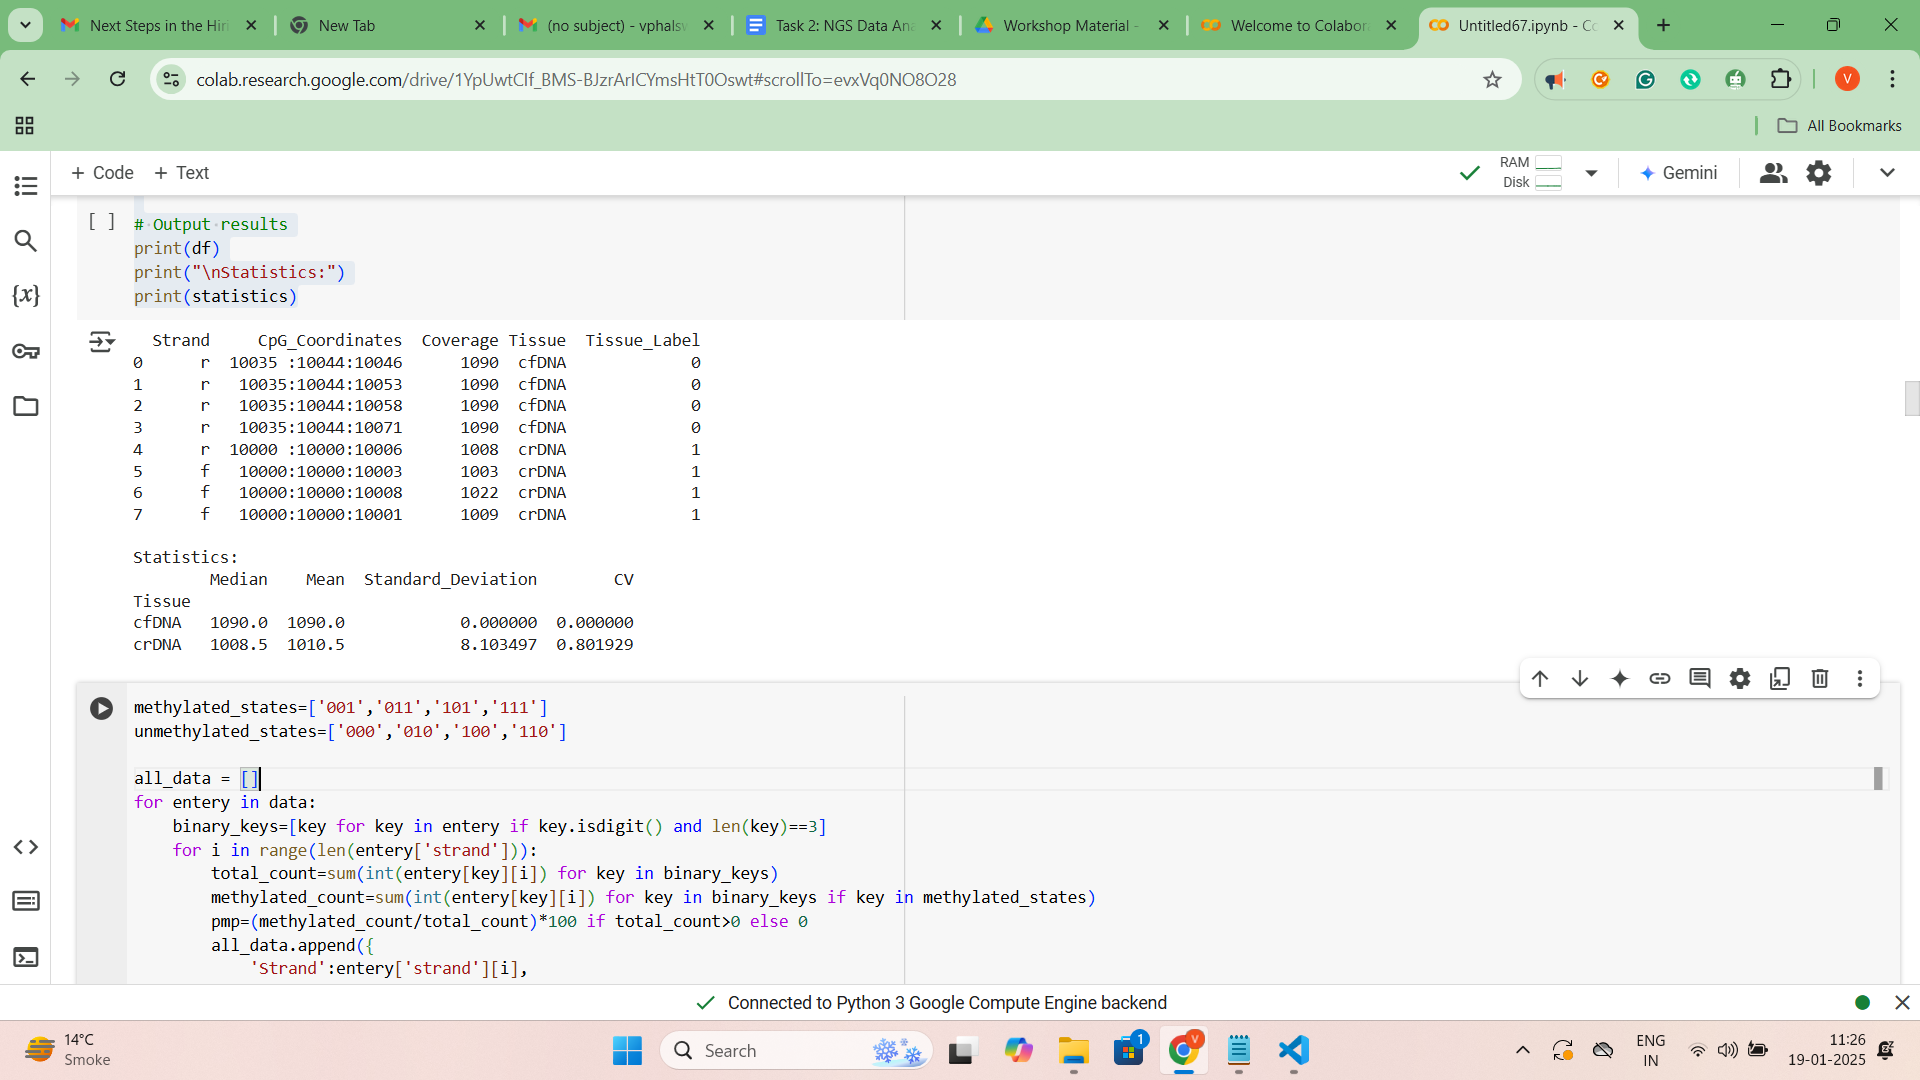 Next Steps in the Hiri
New Tab
(no subject) - vphalsw
Task 2: NGS Data Ana
Workshop Material -
Welcome to Colabor
Untitled67.ipynb - Co
colab.research.google.com/drive/1YpUwtCIf_BMS-BJzrArICYmsHtT0Oswt#scrollTo=evxVq0NO8O28
V
All Bookmarks
+ Code + Text
RAM
Disk
Gemini
[ ]
# Output results
print(df)
print("\nStatistics:")
print(statistics)
{x}
Strand CpG_Coordinates Coverage Tissue Tissue_Label
0 r 10035 :10044:10046 1090 cfDNA 0
1 r 10035:10044:10053 1090 cfDNA 0
2 r 10035:10044:10058 1090 cfDNA 0
3 r 10035:10044:10071 1090 cfDNA 0
4 r 10000 :10000:10006 1008 crDNA 1
5 f 10000:10000:10003 1003 crDNA 1
6 f 10000:10000:10008 1022 crDNA 1
7 f 10000:10000:10001 1009 crDNA 1
Statistics:
Median Mean Standard_Deviation CV
Tissue
cfDNA 1090.0 1090.0 0.000000 0.000000
crDNA 1008.5 1010.5 8.103497 0.801929
methylated_states=['001','011','101','111']
unmethylated_states=['000','010','100','110']
all_data = []
for entery in data:
binary_keys=[key for key in entery if key.isdigit() and len(key)==3]
for i in range(len(entery['strand'])):
total_count=sum(int(entery[key][i]) for key in binary_keys)
methylated_count=sum(int(entery[key][i]) for key in binary_keys if key in methylated_states)
pmp=(methylated_count/total_count)*100 if total_count>0 else 0
all_data.append({
'Strand':entery['strand'][i],
Connected to Python 3 Google Compute Engine backend
14°C
Smoke
Search
1
V
ENG
IN
11:26
19-01-2025